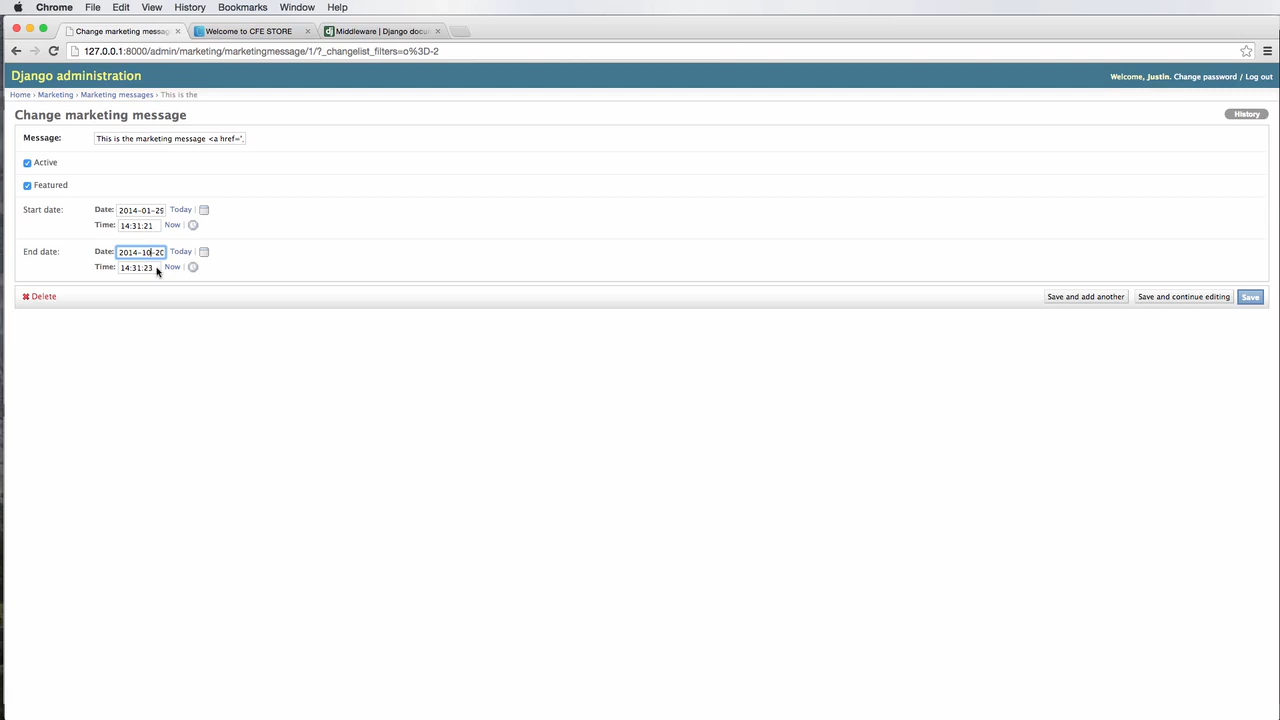 Chrome File Edit View History Bookmarks Window Help
Change marketing messag × Welcome to CFE STORE × Middleware | Django docu ×
127.0.0.1:8000/admin/marketing/marketingmessage/1/?_changelist_filters=o%3D-2
Django administration
Welcome, Justin. Change password / Log out
Home › Marketing › Marketing messages › This is the
Change marketing message
History
Message: This is the marketing message <a href='.
Active
Featured
Start date: Date: 2014-01-29 Today |
Time: 14:31:21 Now |
End date: Date: 2014-10-20 Today |
Time: 14:31:23 Now |
Delete
Save and add another Save and continue editing Save